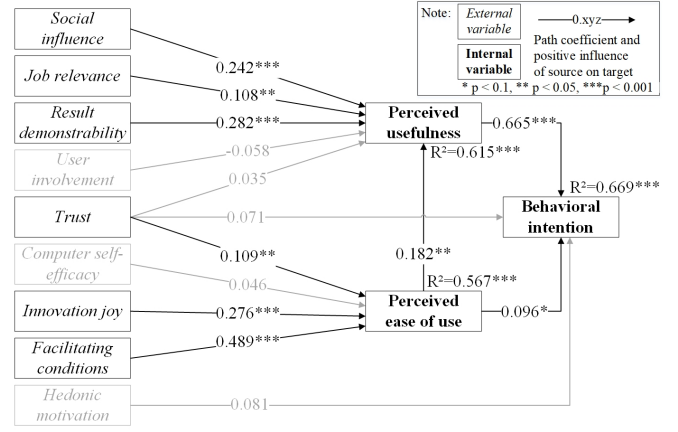 Social
influence
Job relevance
Result
demonstrability
User
involvement
Trust
Computer self-
efficacy
Innovation joy
Facilitating
conditions
Hedonic
motivation
0.242***
0.108**
0.282***
-0.058
0.035
0.071
0.109**
0.046
0.276***
0.489***
0.081
Perceived
usefulness
R²=0.615***
0.182**
R²=0.567***
Perceived
ease of use
0.665***
R²=0.669***
Behavioral
intention
0.096*
Note:
External
variable
Internal
variable
0.xyz
Path coefficient and
positive influence
of source on target
* p < 0.1, ** p < 0.05, ***p < 0.001